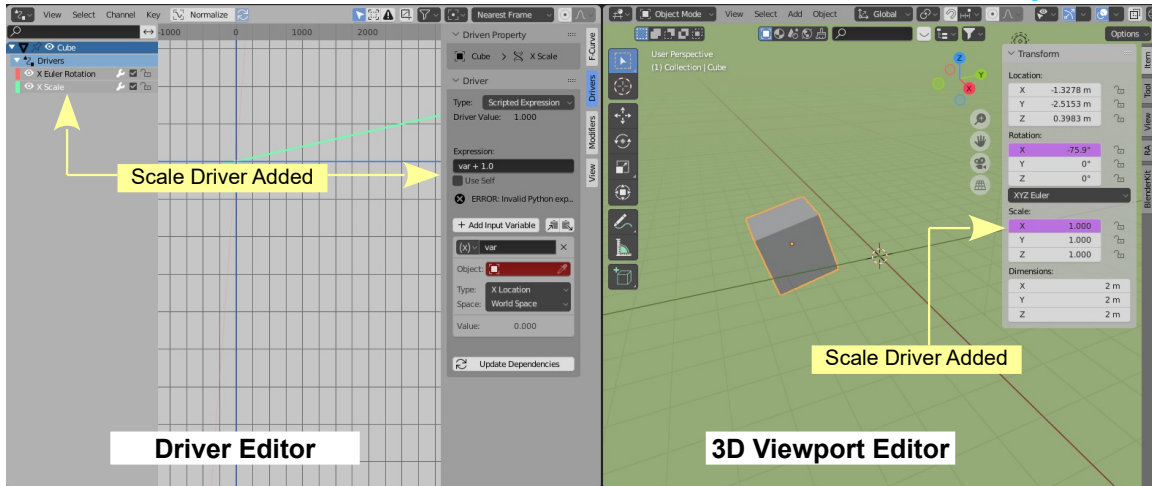 View Select Channel Key Normalize Nearest Frame
Cube
Drivers
X Euler Rotation
X Scale
-1000 0 1000 2000
Scale Driver Added
Driver Editor
Driven Property
Cube X Scale
Driver
Type: Scripted Expression
Driver Value: 1.000
Expression:
var + 1.0
Use Self
ERROR: Invalid Python exp...
+ Add Input Variable
(x) var
Object:
Type: X Location
Space: World Space
Value: 0.000
Update Dependencies
F-Curve
Drivers
Modifiers
View
Object Mode View Select Add Object Global
Options
User Perspective
(1) Collection | Cube
Z
Y
X
Transform
Location:
X -1.3278 m
Y -2.5153 m
Z 0.3983 m
Rotation:
X -75.9°
Y 0°
Z 0°
XYZ Euler
Scale:
X 1.000
Y 1.000
Z 1.000
Dimensions:
X 2 m
Y 2 m
Z 2 m
Item
Tool
View
RA
BlenderKit
Scale Driver Added
3D Viewport Editor